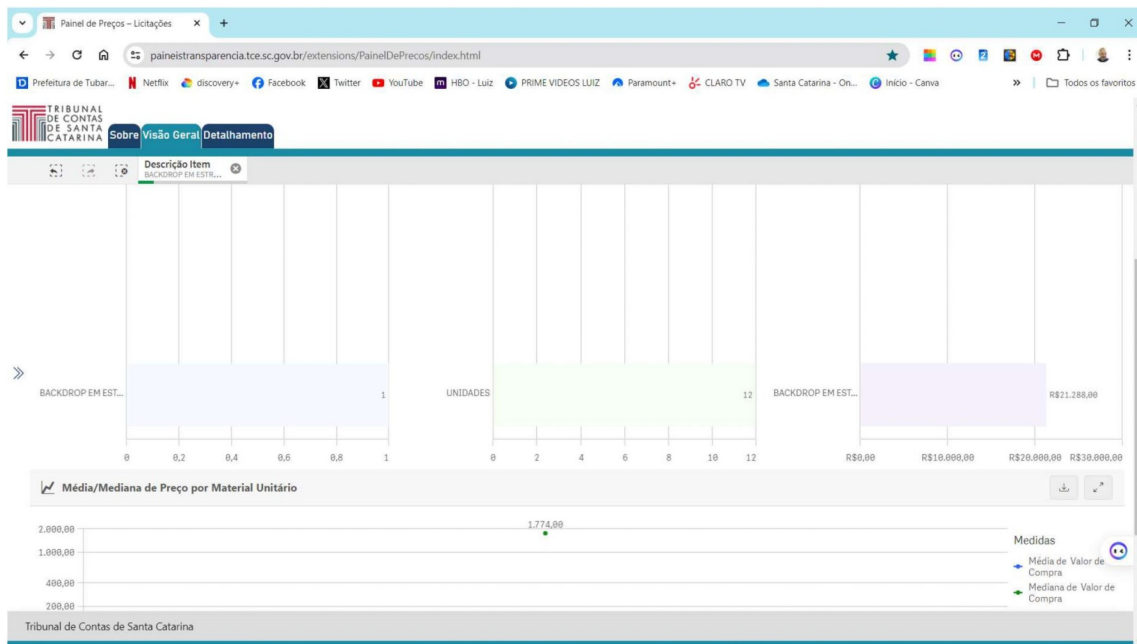 Painel de Preços – Licitações
paineistransparencia.tce.sc.gov.br/extensions/PainelDePrecos/index.html
Prefeitura de Tubar... Netflix discovery+ Facebook Twitter YouTube HBO - Luiz PRIME VIDEOS LUIZ Paramount+ CLARO TV Santa Catarina - On... Início - Canva Todos os favoritos
TRIBUNAL
DE CONTAS
DE SANTA
CATARINA
Sobre Visão Geral Detalhamento
Descrição Item
BACKDROP EM ESTR...
BACKDROP EM EST... 1 UNIDADES 12 BACKDROP EM EST... R$21.288,00
0 0,2 0,4 0,6 0,8 1 0 2 4 6 8 10 12 R$0,00 R$10.000,00 R$20.000,00 R$30.000,00
Média/Mediana de Preço por Material Unitário
1.774,00
2.000,00
1.000,00
400,00
200,00
Medidas
Média de Valor de
Compra
Mediana de Valor de
Compra
Tribunal de Contas de Santa Catarina